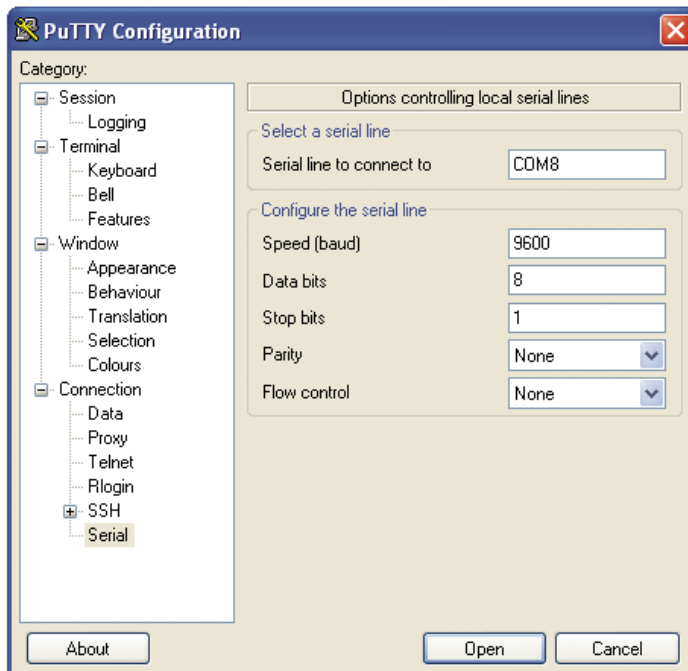 PuTTY Configuration
Category:
Session
Logging
Terminal
Keyboard
Bell
Features
Window
Appearance
Behaviour
Translation
Selection
Colours
Connection
Data
Proxy
Telnet
Rlogin
SSH
Serial
Options controlling local serial lines
Select a serial line
Serial line to connect to COM8
Configure the serial line
Speed (baud) 9600
Data bits 8
Stop bits 1
Parity None
Flow control None
About Open Cancel